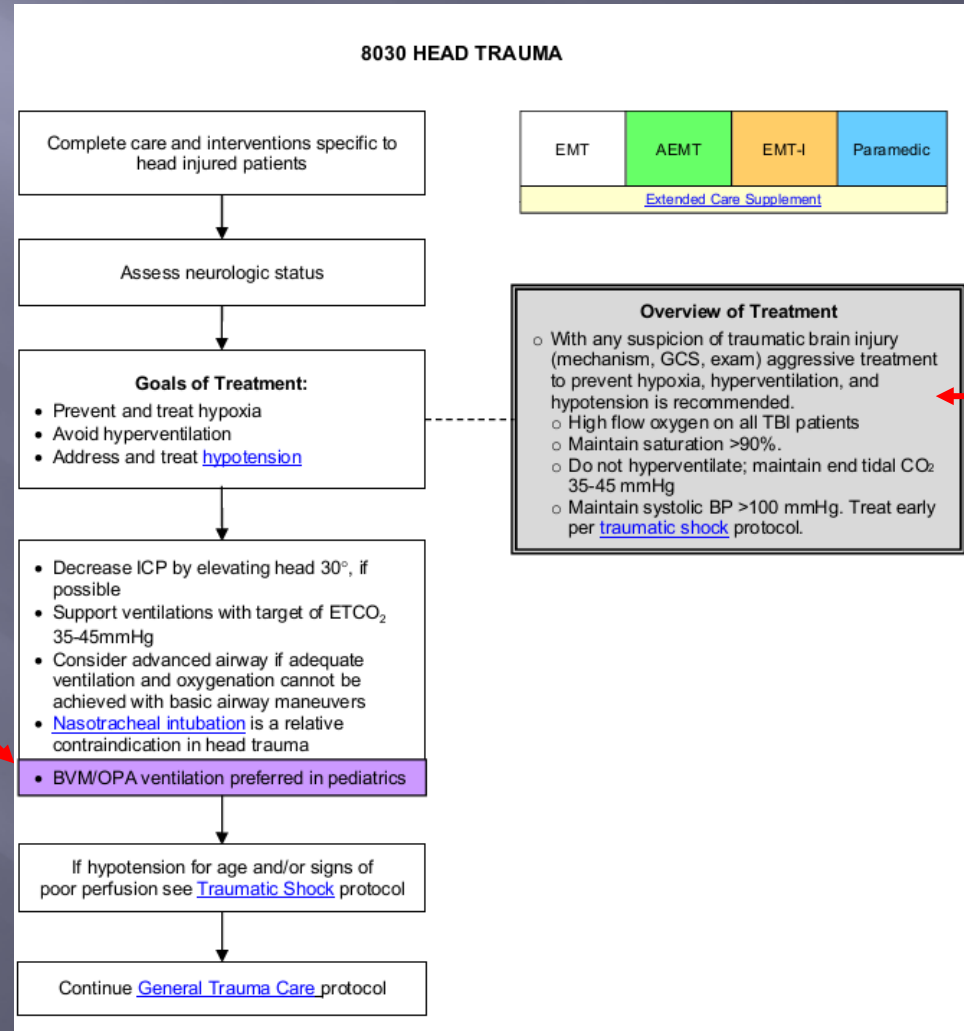 8030 HEAD TRAUMA
Complete care and interventions specific to
head injured patients
EMT
AEMT
EMT-I
Paramedic
Extended Care Supplement
Assess neurologic status
Goals of Treatment:
• Prevent and treat hypoxia
• Avoid hyperventilation
• Address and treat hypotension
Overview of Treatment
o With any suspicion of traumatic brain injury
(mechanism, GCS, exam) aggressive treatment
to prevent hypoxia, hyperventilation, and
hypotension is recommended.
o High flow oxygen on all TBI patients
o Maintain saturation >90%.
o Do not hyperventilate; maintain end tidal CO₂
35-45 mmHg
o Maintain systolic BP >100 mmHg. Treat early
per traumatic shock protocol.
• Decrease ICP by elevating head 30°, if
possible
• Support ventilations with target of ETCO₂
35-45mmHg
• Consider advanced airway if adequate
ventilation and oxygenation cannot be
achieved with basic airway maneuvers
• Nasotracheal intubation is a relative
contraindication in head trauma
• BVM/OPA ventilation preferred in pediatrics
If hypotension for age and/or signs of
poor perfusion see Traumatic Shock protocol
Continue General Trauma Care protocol